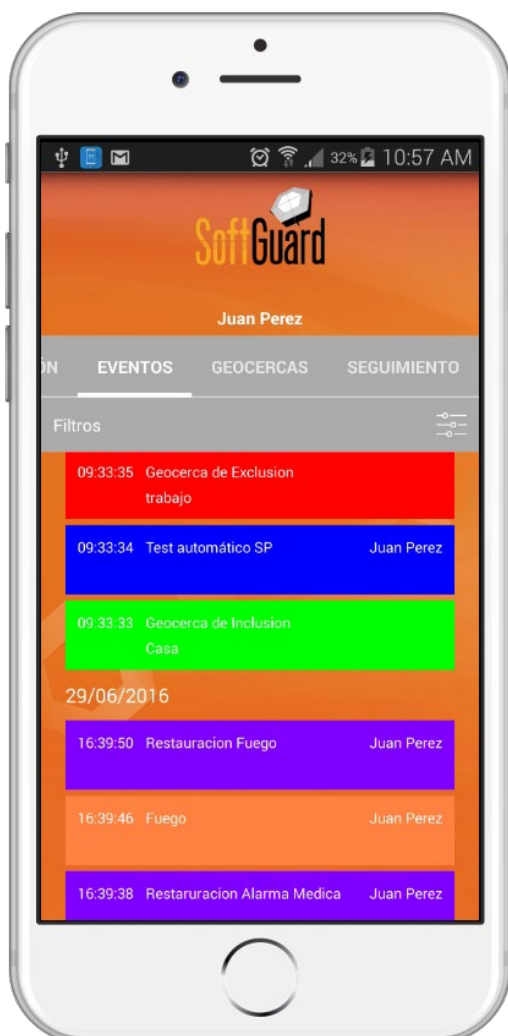 32% 10:57 AM
SoftGuard
Juan Perez
ÓN EVENTOS GEOCERCAS SEGUIMIENTO
Filtros
09:33:35 Geocerca de Exclusion
trabajo
09:33:34 Test automático SP Juan Perez
09:33:33 Geocerca de Inclusion
Casa
29/06/2016
16:39:50 Restauracion Fuego Juan Perez
16:39:46 Fuego Juan Perez
16:39:38 Restaruracion Alarma Medica Juan Perez